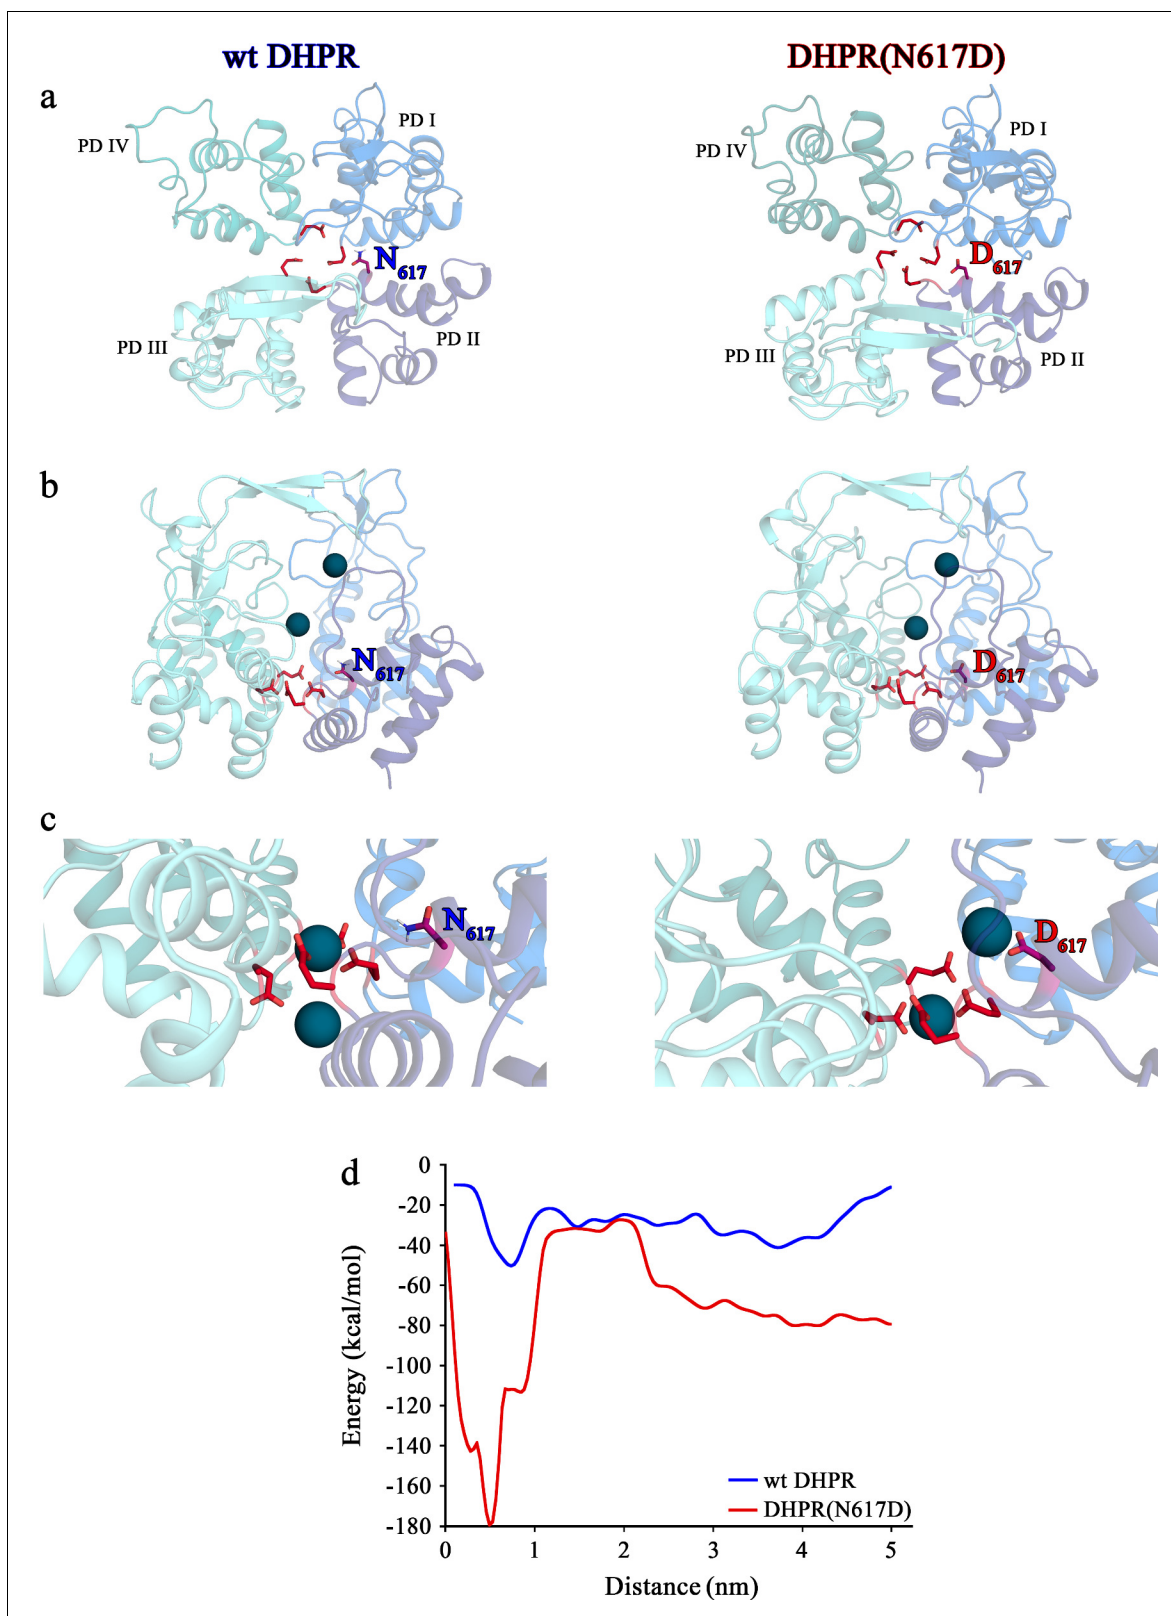 wt DHPR
DHPR(N617D)
a
PD IV
PD I
N617
PD III
PD II
PD IV
PD I
D617
PD III
PD II
b
N617
D617
c
N617
D617
d
Energy (kcal/mol)
0
-20
-40
-60
-80
-100
-120
-140
-160
-180
wt DHPR
DHPR(N617D)
0 1 2 3 4 5
Distance (nm)